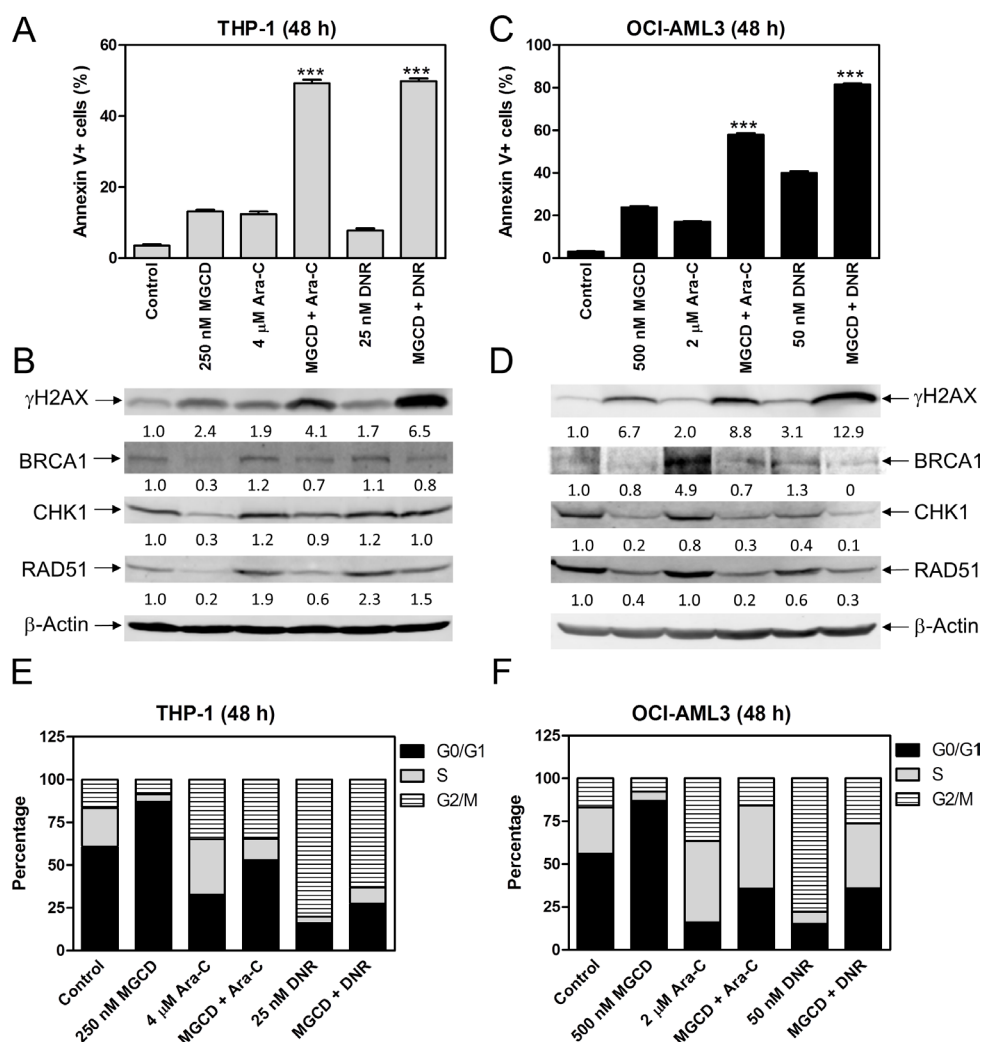 A
THP-1 (48 h)
Annexin V+ cells (%)
60
40
20
0
***
***
Control
250 nM MGCD
4 μM Ara-C
MGCD + Ara-C
25 nM DNR
MGCD + DNR
C
OCI-AML3 (48 h)
Annexin V+ cells (%)
100
80
60
40
20
0
***
***
Control
500 nM MGCD
2 μM Ara-C
MGCD + Ara-C
50 nM DNR
MGCD + DNR
B
γH2AX
1.0 2.4 1.9 4.1 1.7 6.5
BRCA1
1.0 0.3 1.2 0.7 1.1 0.8
CHK1
1.0 0.3 1.2 0.9 1.2 1.0
RAD51
1.0 0.2 1.9 0.6 2.3 1.5
β-Actin
D
γH2AX
1.0 6.7 2.0 8.8 3.1 12.9
BRCA1
1.0 0.8 4.9 0.7 1.3 0
CHK1
1.0 0.2 0.8 0.3 0.4 0.1
RAD51
1.0 0.4 1.0 0.2 0.6 0.3
β-Actin
E
THP-1 (48 h)
Percentage
125
100
75
50
25
0
G0/G1
S
G2/M
Control
250 nM MGCD
4 μM Ara-C
MGCD + Ara-C
25 nM DNR
MGCD + DNR
F
OCI-AML3 (48 h)
Percentage
125
100
75
50
25
0
G0/G1
S
G2/M
Control
500 nM MGCD
2 μM Ara-C
MGCD + Ara-C
50 nM DNR
MGCD + DNR